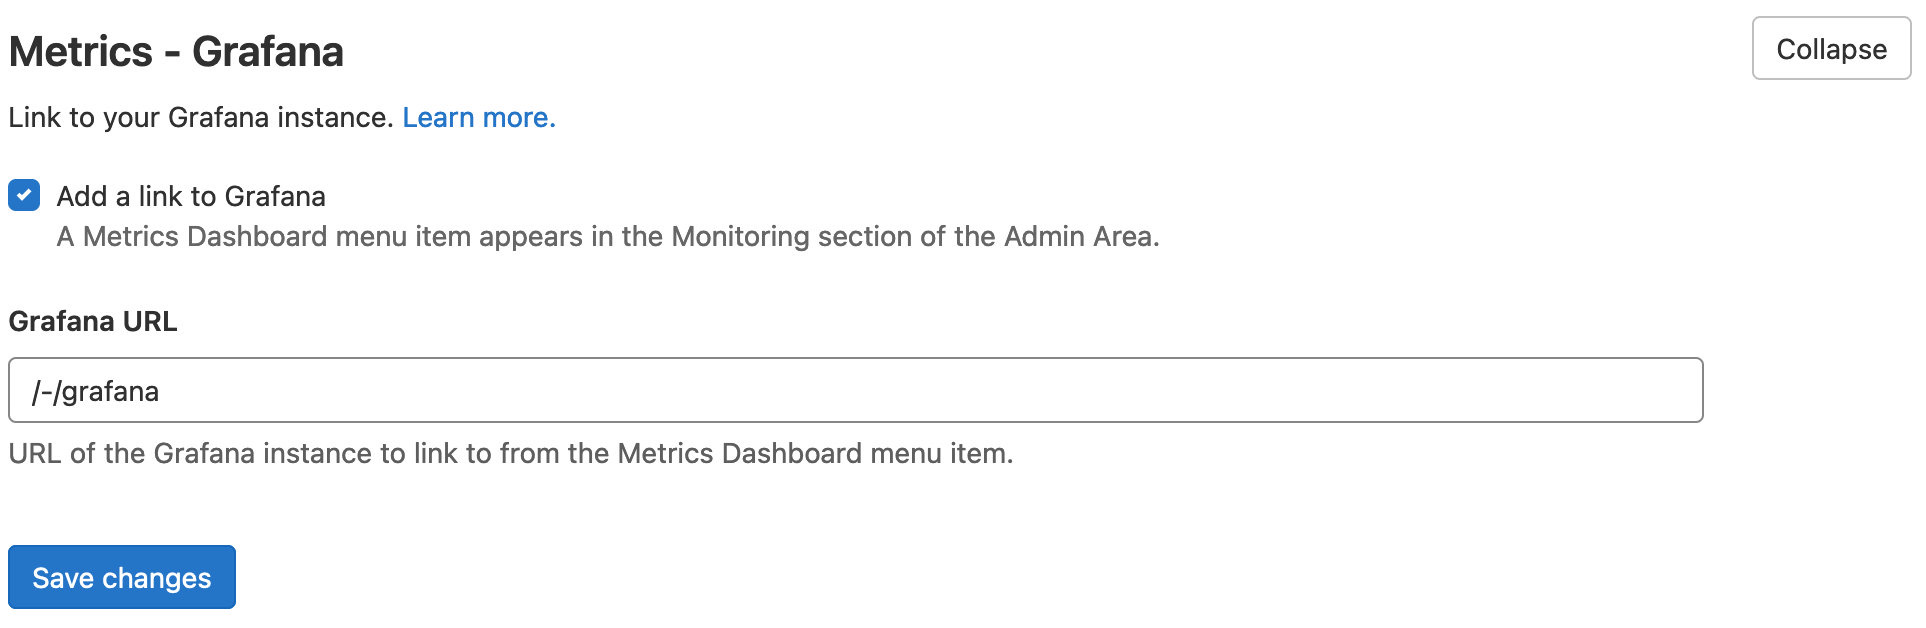 Metrics - Grafana
Collapse
Link to your Grafana instance. Learn more.
Add a link to Grafana
A Metrics Dashboard menu item appears in the Monitoring section of the Admin Area.
Grafana URL
/-/grafana
URL of the Grafana instance to link to from the Metrics Dashboard menu item.
Save changes